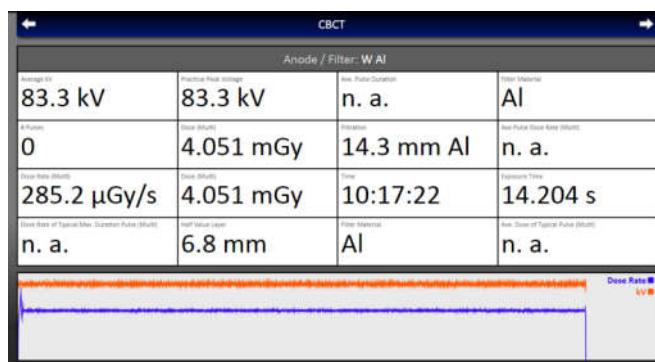 CBCT
Anode / Filter: W Al
Average kV
Practice Peak Voltage
Ave. Pulse Duration
Filter Material
83.3 kV
83.3 kV
n. a.
Al
# Pulses
Dose (Multi)
Filtration
Ave Pulse Dose Rate (Multi)
0
4.051 mGy
14.3 mm Al
n. a.
Dose Rate (Multi)
Dose (Multi)
Time
Exposure Time
285.2 µGy/s
4.051 mGy
10:17:22
14.204 s
Dose Rate of Typical Max. Duration Pulse (Multi)
Half Value Layer
Filter Material
Ave. Dose of Typical Pulse (Multi)
n. a.
6.8 mm
Al
n. a.
Dose Rate
kV